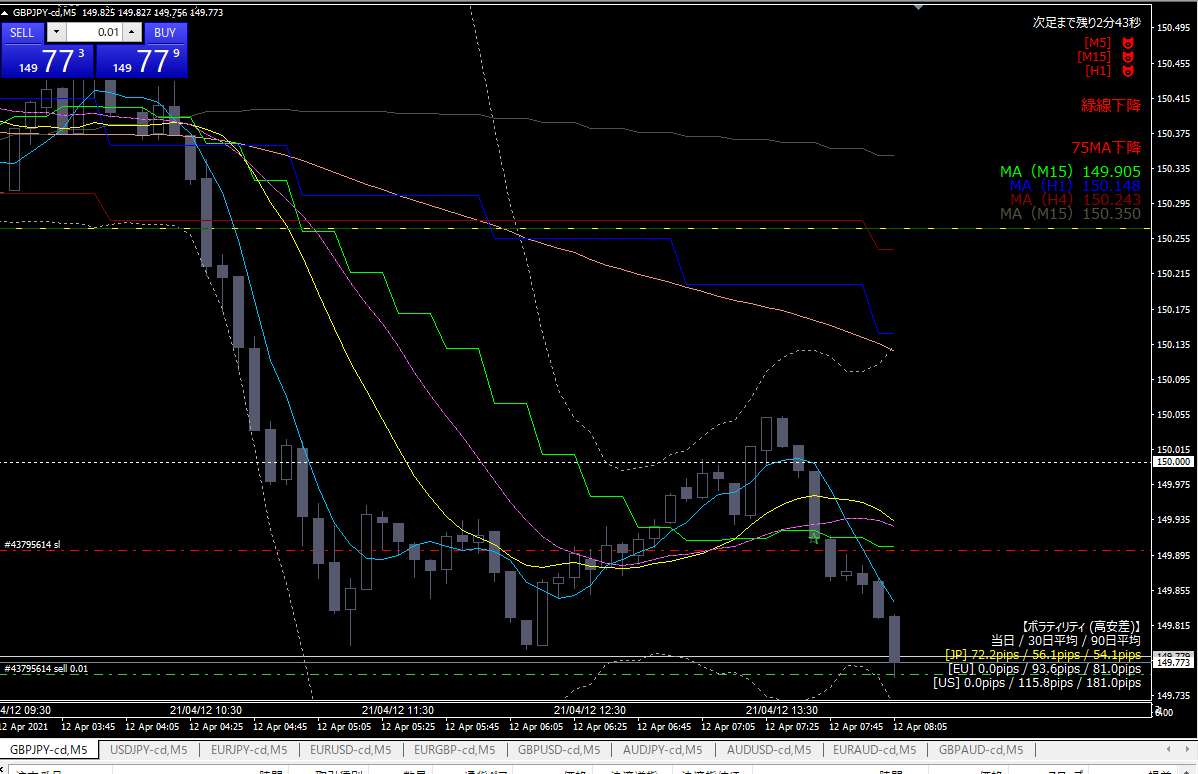 GBPJPY-cd,M5 149.825 149.827 149.756 149.773
SELL 0.01 BUY
149 77 3 149 77 9
次足まで残り2分43秒
[M5]
[M15]
[H1]
緑線下降
75MA下降
MA (M15) 149.905
MA (H1) 150.148
MA (H4) 150.243
MA (M15) 150.350
150.495
150.455
150.415
150.375
150.335
150.295
150.255
150.215
150.175
150.135
150.095
150.055
150.015
150.000
149.975
149.935
149.895
149.855
149.815
149.779
149.773
149.735
#43795614 sl
#43795614 sell 0.01
【ボラティリティ (高安差)】
当日 / 30日平均 / 90日平均
[JP] 72.2pips / 56.1pips / 54.1pips
[EU] 0.0pips / 93.6pips / 81.0pips
[US] 0.0pips / 115.8pips / 181.0pips
4/12 09:30 21/04/12 10:30 21/04/12 11:30 21/04/12 12:30 21/04/12 13:30
12 Apr 2021 12 Apr 03:45 12 Apr 04:05 12 Apr 04:25 12 Apr 04:45 12 Apr 05:05 12 Apr 05:25 12 Apr 05:45 12 Apr 06:05 12 Apr 06:25 12 Apr 06:45 12 Apr 07:05 12 Apr 07:25 12 Apr 07:45 12 Apr 08:05
GBPJPY-cd,M5 USDJPY-cd,M5 EURJPY-cd,M5 EURUSD-cd,M5 EURGBP-cd,M5 GBPUSD-cd,M5 AUDJPY-cd,M5 AUDUSD-cd,M5 EURAUD-cd,M5 GBPAUD-cd,M5